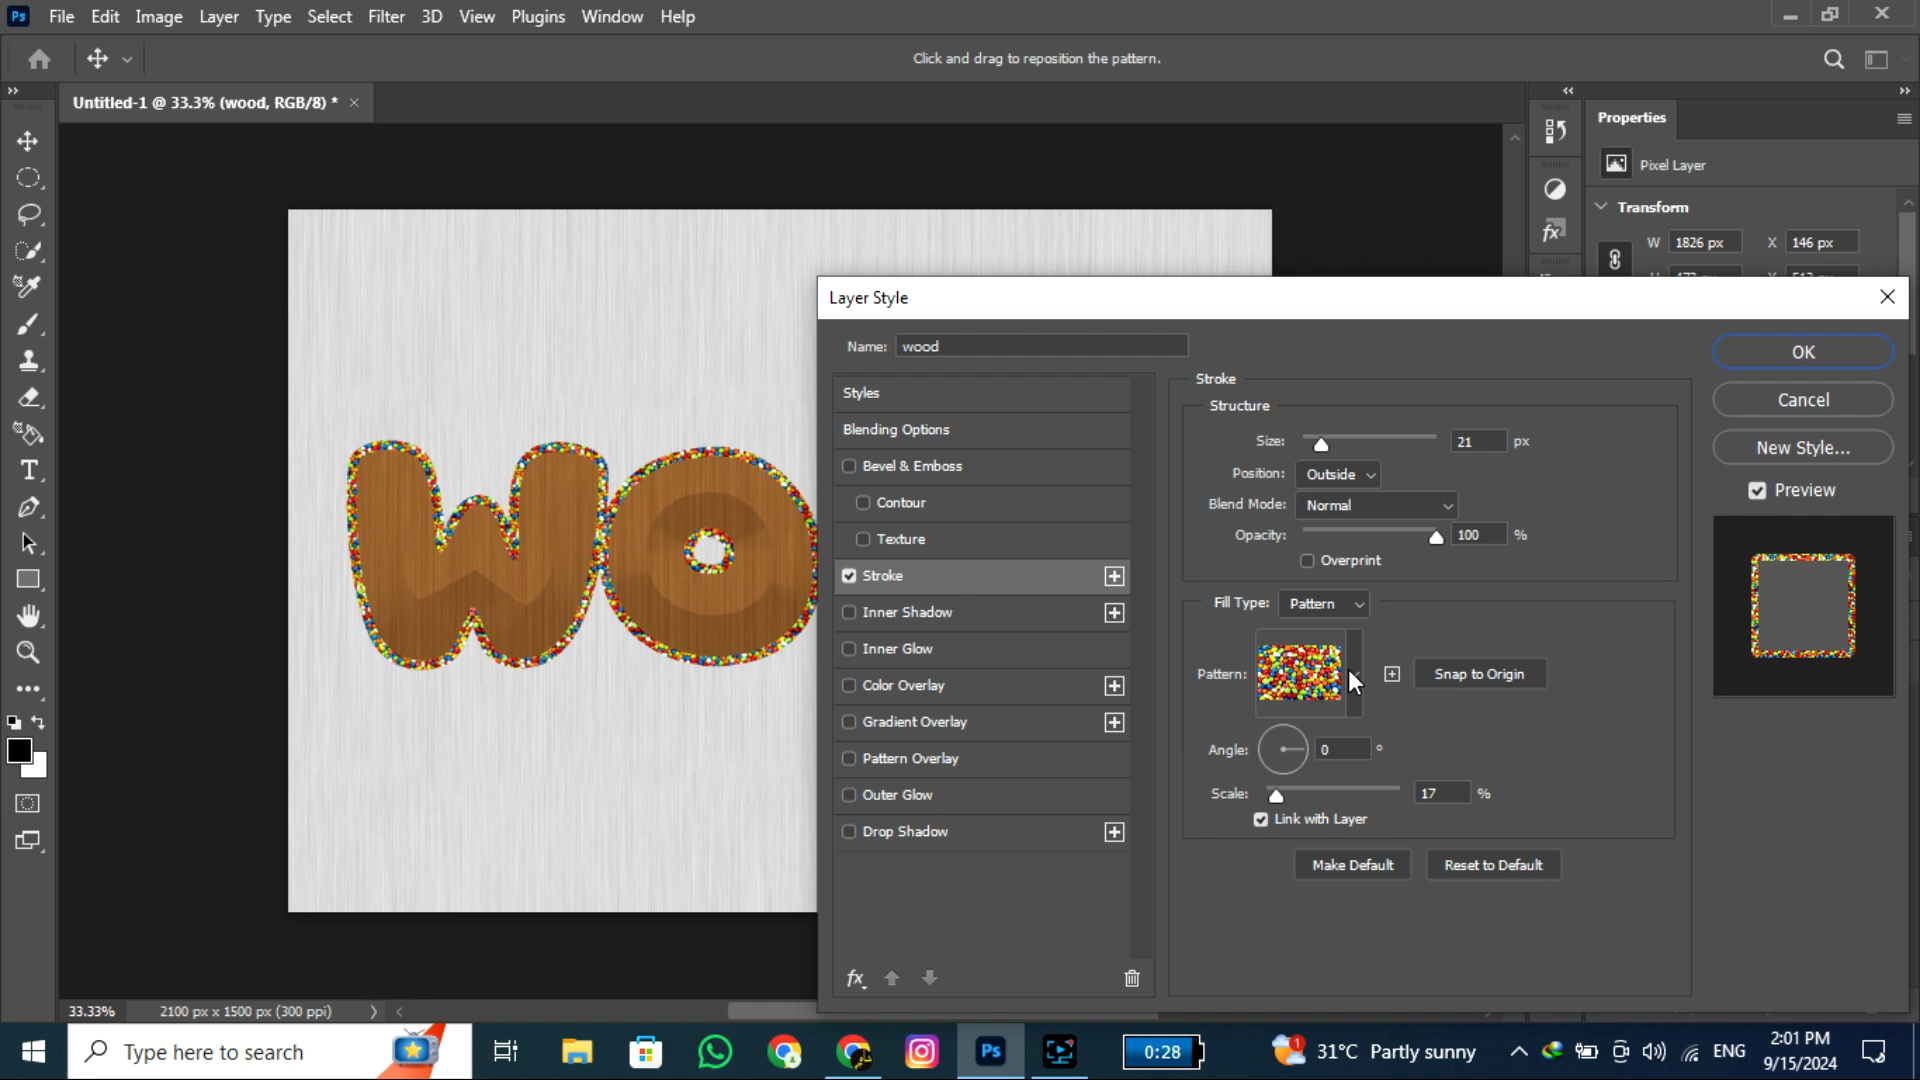 Ps File Edit Image Layer Type Select Filter 3D View Plugins Window Help
Click and drag to reposition the pattern.
Untitled-1 @ 33.3% (wood, RGB/8) *
Properties
Pixel Layer
Transform
W 1826 px X 146 px
Layer Style
Name: wood
Styles
Blending Options
Bevel & Emboss
Contour
Texture
Stroke
Inner Shadow
Inner Glow
Color Overlay
Gradient Overlay
Pattern Overlay
Outer Glow
Drop Shadow
fx
Stroke
Structure
Size: 21 px
Position: Outside
Blend Mode: Normal
Opacity: 100 %
Overprint
Fill Type: Pattern
Pattern: Snap to Origin
Angle: 0 °
Scale: 17 %
Link with Layer
Make Default Reset to Default
OK
Cancel
New Style...
Preview
WO
33.33% 2100 px x 1500 px (300 ppi)
Type here to search
Ps
0:28
1
31°C Partly sunny
ENG
2:01 PM
9/15/2024